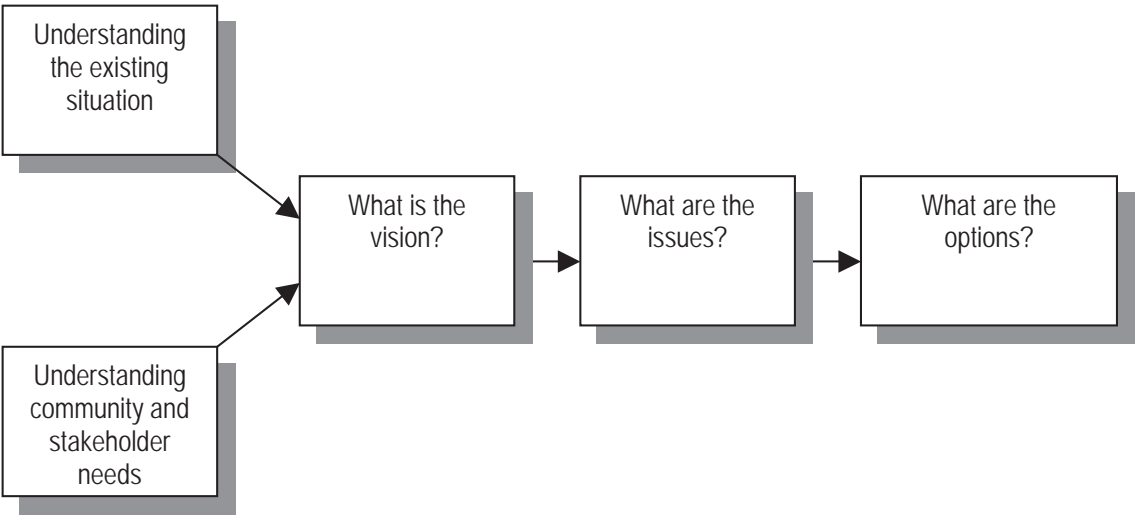 Understanding
the existing
situation
Understanding
community and
stakeholder
needs
What is the
vision?
What are the
issues?
What are the
options?